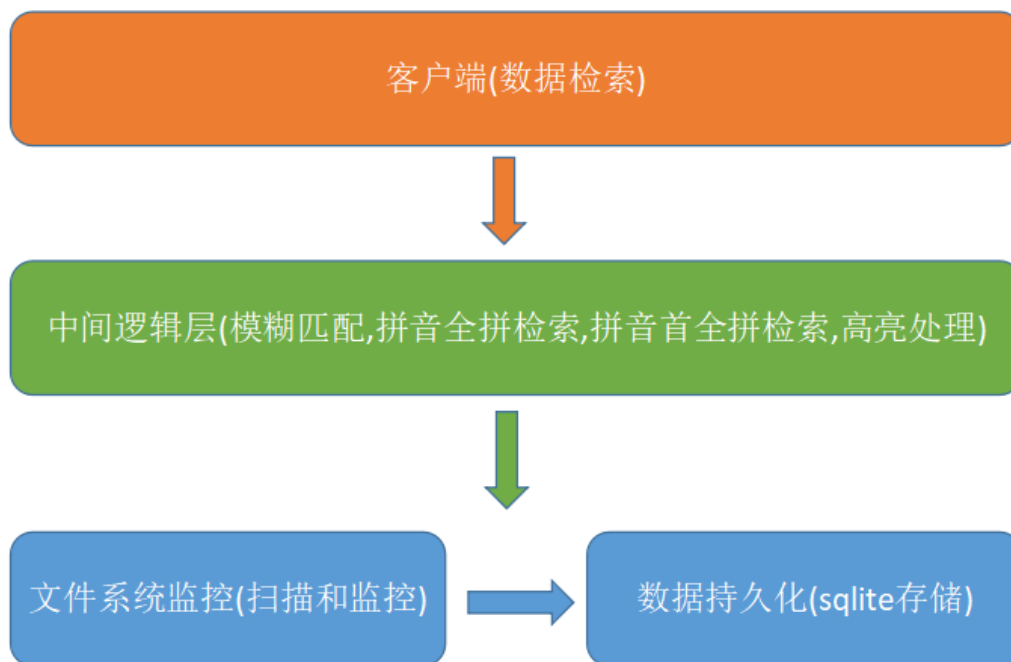 客户端(数据检索)
中间逻辑层(模糊匹配,拼音全拼检索,拼音首全拼检索,高亮处理)
文件系统监控(扫描和监控)
数据持久化(sqlite存储)